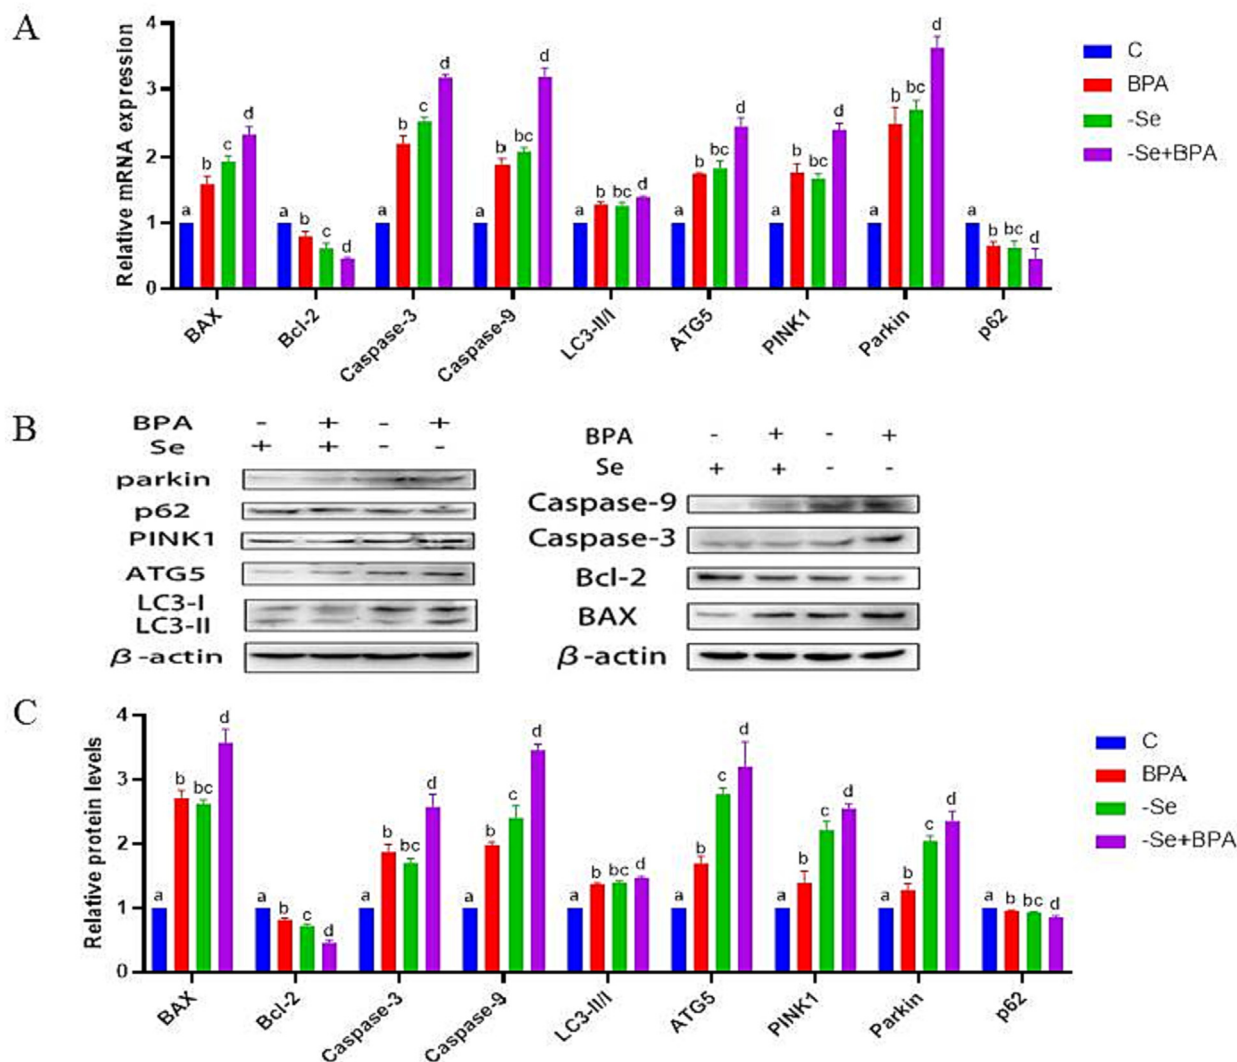 A
Relative mRNA expression
4
3
2
1
0
a b c d
a b c d
a b c d
a b bc d
a b bc d
a b bc d
a b bc d
a b bc d
a b bc d
BAX
Bcl-2
Caspase-3
Caspase-9
LC3-II/I
ATG5
PINK1
Parkin
p62
C
BPA
-Se
-Se+BPA
B
BPA - + - +
Se + + - -
parkin
p62
PINK1
ATG5
LC3-I
LC3-II
β-actin
BPA - + - +
Se + + - -
Caspase-9
Caspase-3
Bcl-2
BAX
β-actin
C
Relative protein levels
4
3
2
1
0
a b bc d
a b c d
a b bc d
a b c d
a b bc d
a b c d
a b c d
a b c d
a b bc d
BAX
Bcl-2
Caspase-3
Caspase-9
LC3-II/I
ATG5
PINK1
Parkin
p62
C
BPA
-Se
-Se+BPA